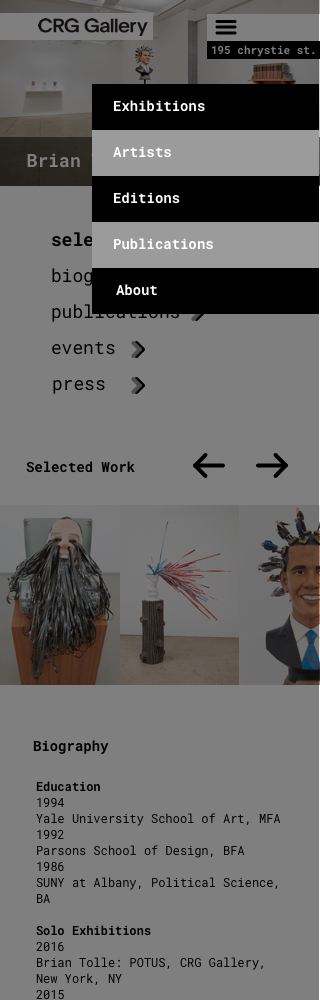 CRG Gallery
195 chrystie st.
Exhibitions
Brian
Artists
Editions
Publications
About
publications
events
press
Selected Work
Biography
Education
1994
Yale University School of Art, MFA
1992
Parsons School of Design, BFA
1986
SUNY at Albany, Political Science,
BA
Solo Exhibitions
2016
Brian Tolle: POTUS, CRG Gallery,
New York, NY
2015